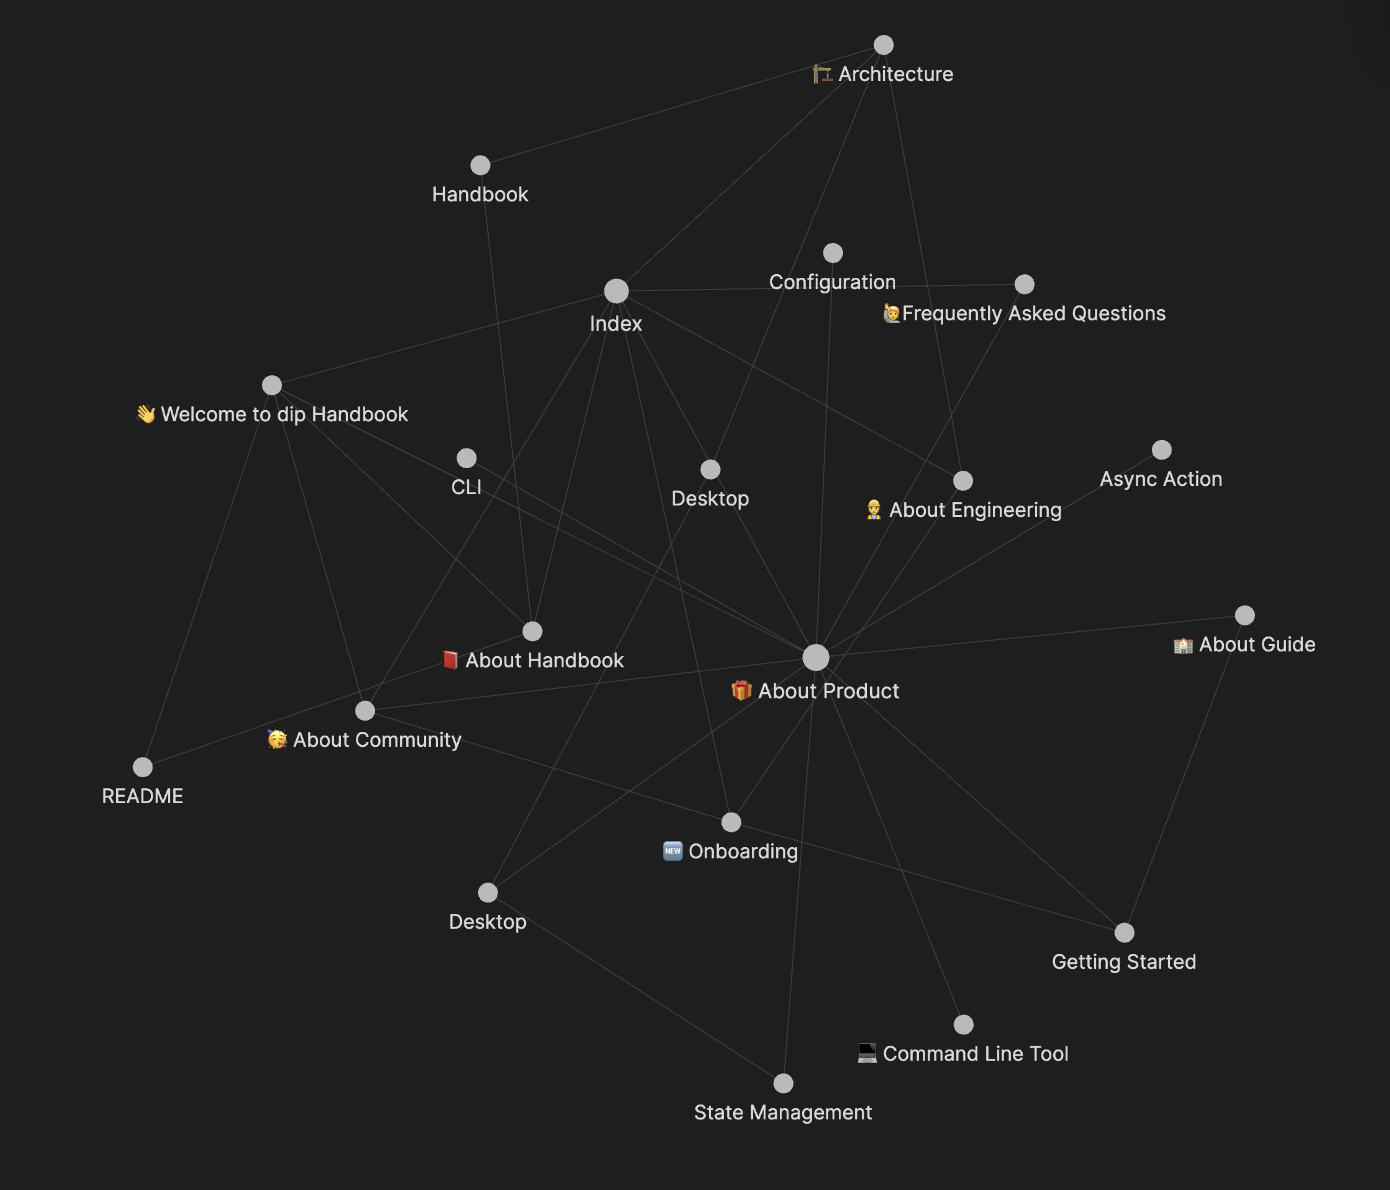 🏗️ Architecture
Handbook
Configuration
🙋Frequently Asked Questions
Index
👋 Welcome to dip Handbook
CLI
Desktop
Async Action
👷 About Engineering
📕 About Handbook
🏫 About Guide
🎁 About Product
🥳 About Community
README
🆕 Onboarding
Desktop
Getting Started
💻 Command Line Tool
State Management